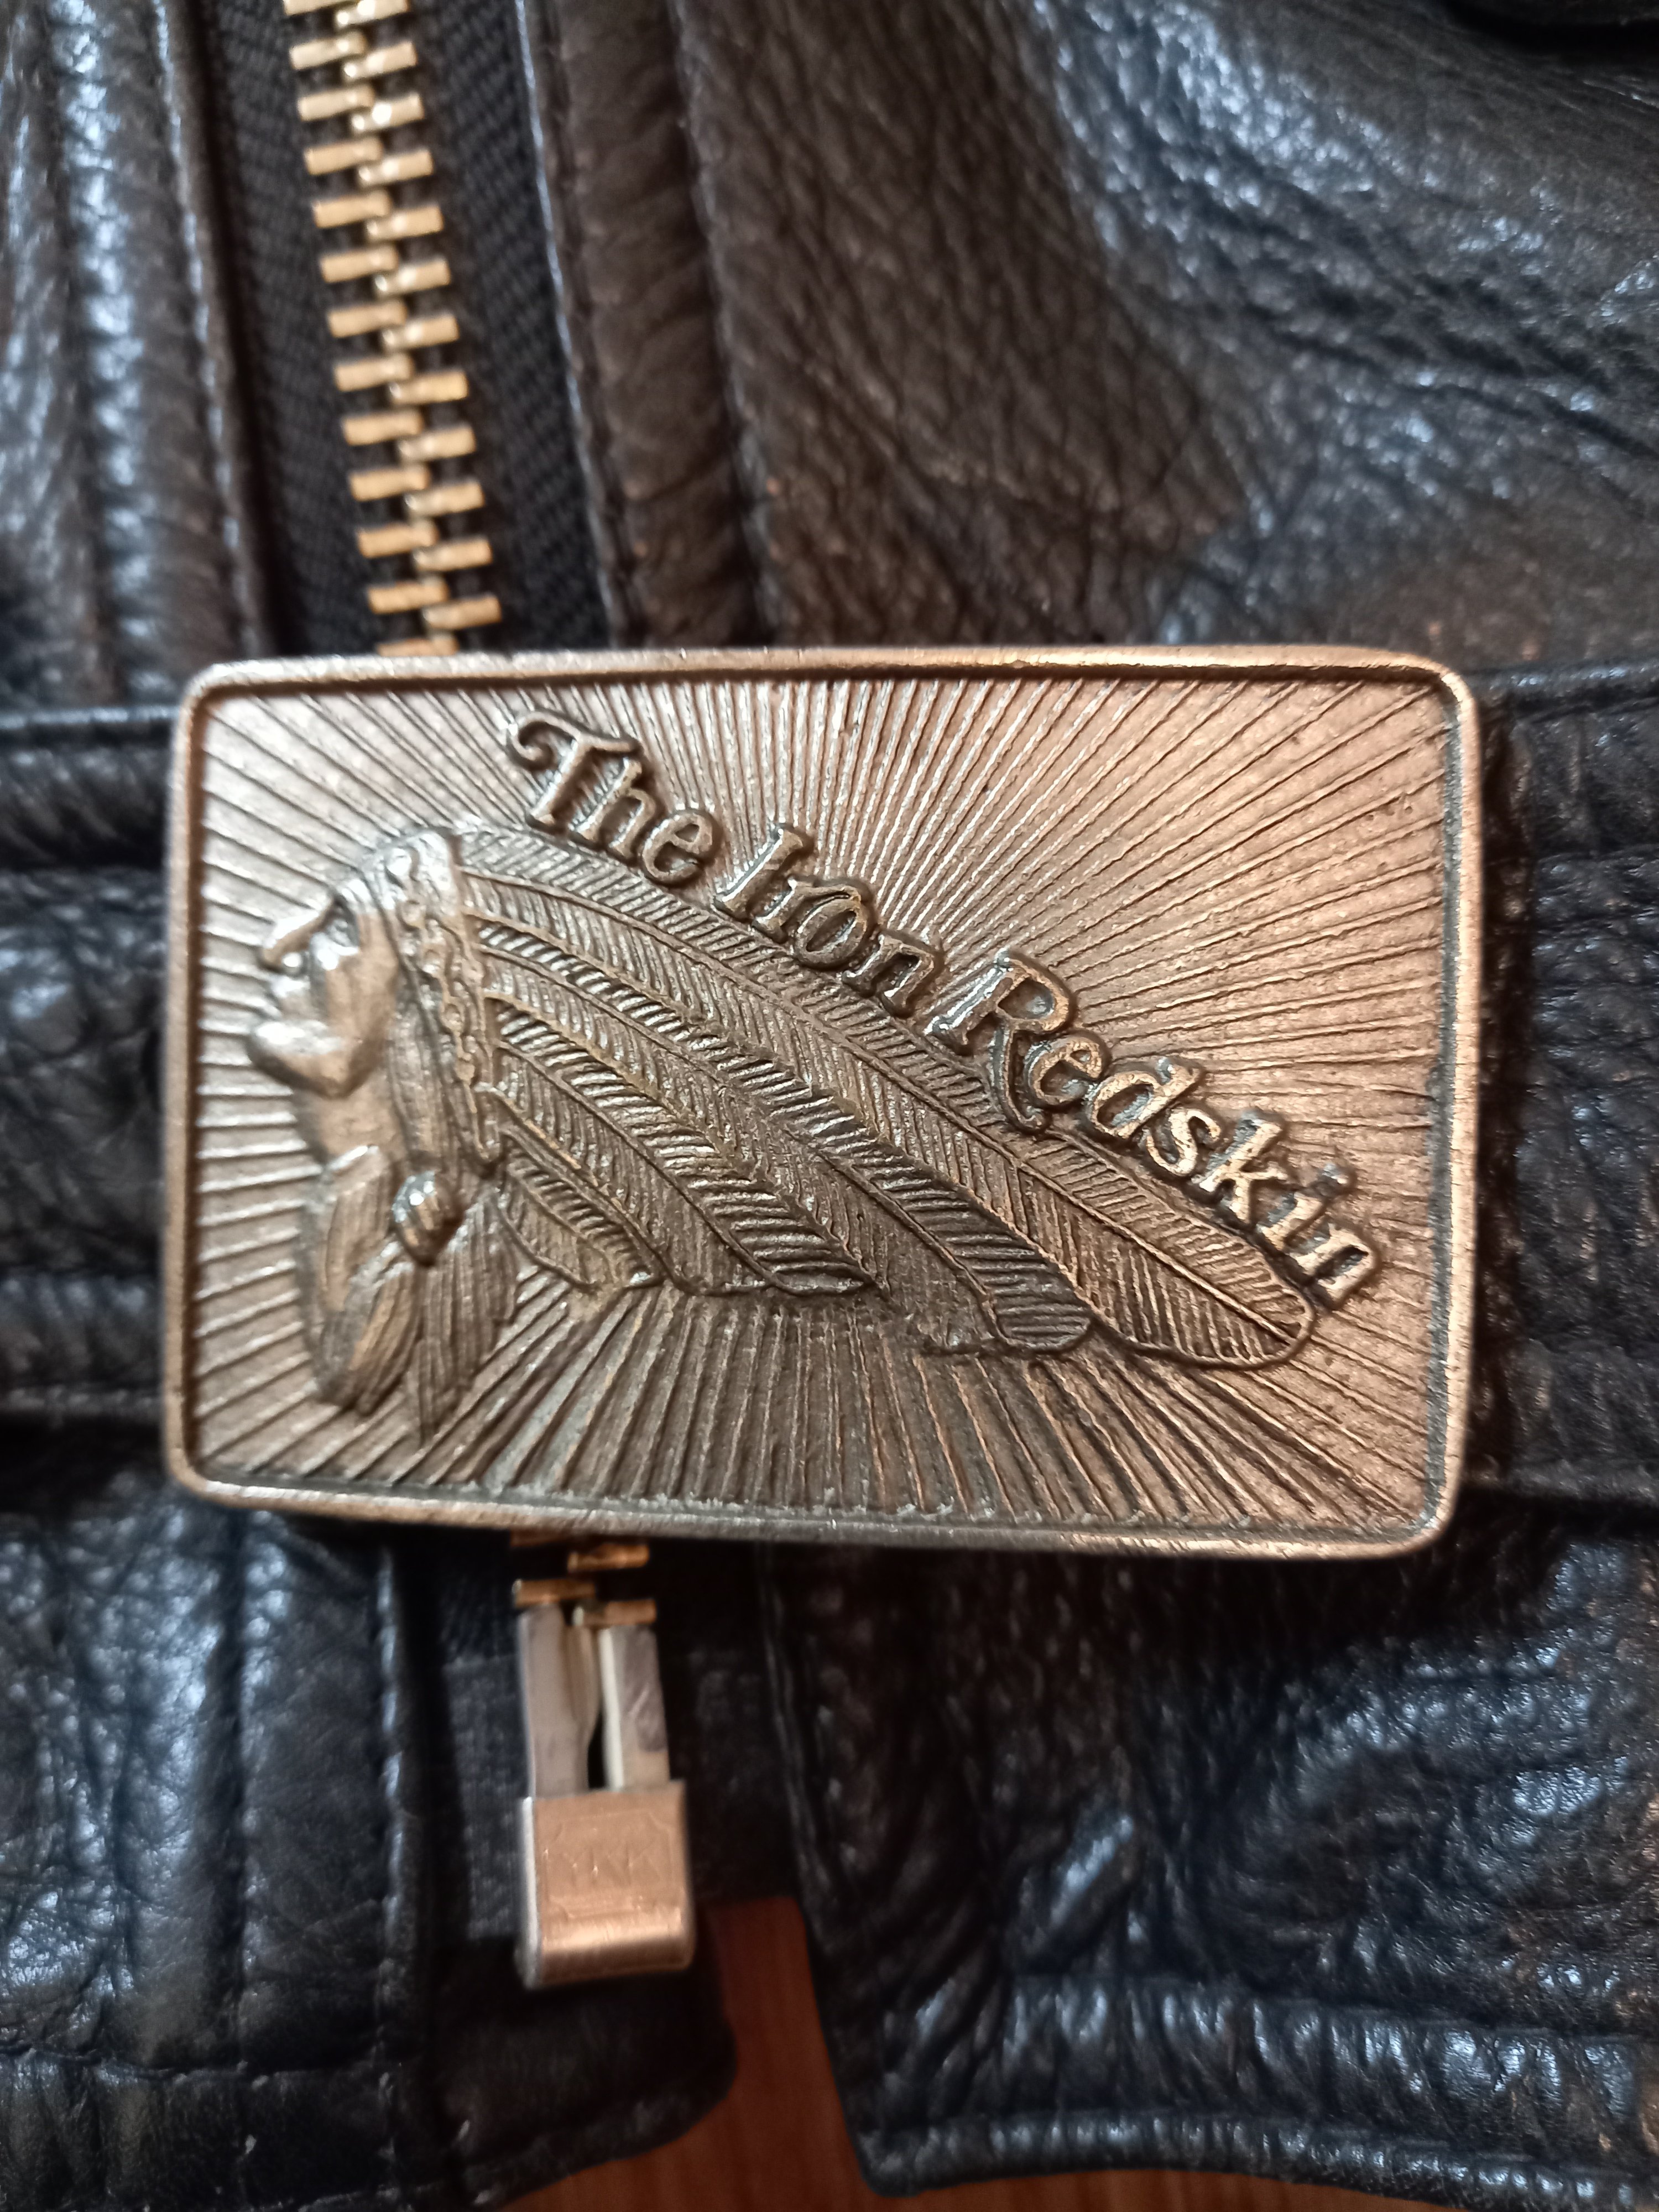 The Iron Redskin